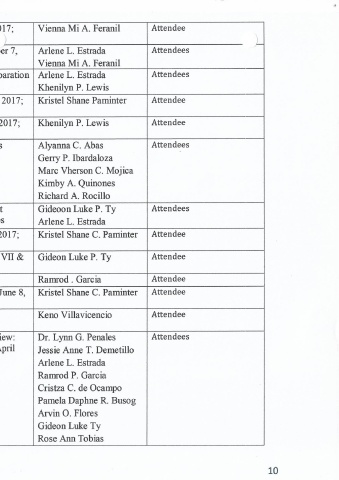 017; Vienna Mi A. Feranil Attendee
er 7, Arlene L. Estrada Attendees
Vienna Mi A. Feranil
paration Arlene L. Estrada Attendees
Khenilyn P. Lewis
2017; Kristel Shane Paminter Attendee
2017; Khenilyn P. Lewis Attendee
s Alyanna C. Abas Attendees
Gerry P. Ibardaloza
Marc Vherson C. Mojica
Kimby A. Quinones
Richard A. Rocillo
t Gideoon Luke P. Ty Attendees
s Arlene L. Estrada
2017; Kristel Shane C. Paminter Attendee
VII & Gideon Luke P. Ty Attendee
Ramrod . Garcia Attendee
June 8, Kristel Shane C. Paminter Attendee
Keno Villavicencio Attendee
iew: Dr. Lynn G. Penales Attendees
April Jessie Anne T. Demetillo
Arlene L. Estrada
Ramrod P. Garcia
Cristza C. de Ocampo
Pamela Daphne R. Busog
Arvin O. Flores
Gideon Luke Ty
Rose Ann Tobias
10